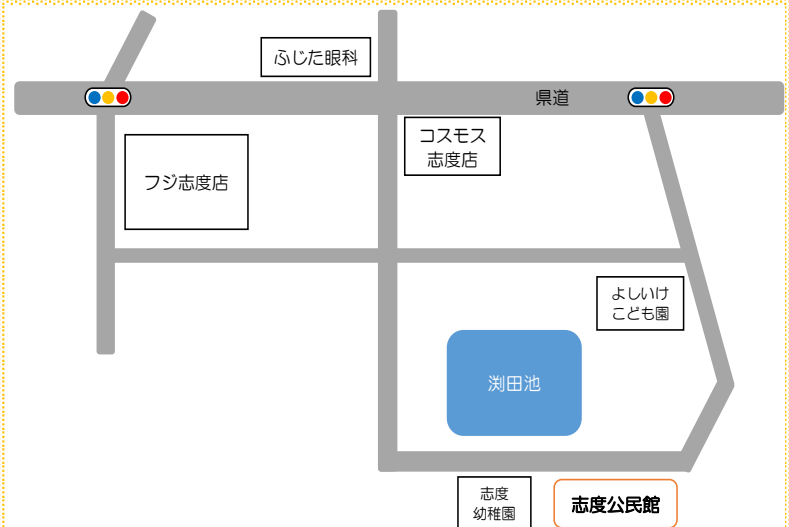 ふじた眼科
県道
コスモス
志度店
フジ志度店
よしいけ
こども園
渕田池
志度
幼稚園
志度公民館